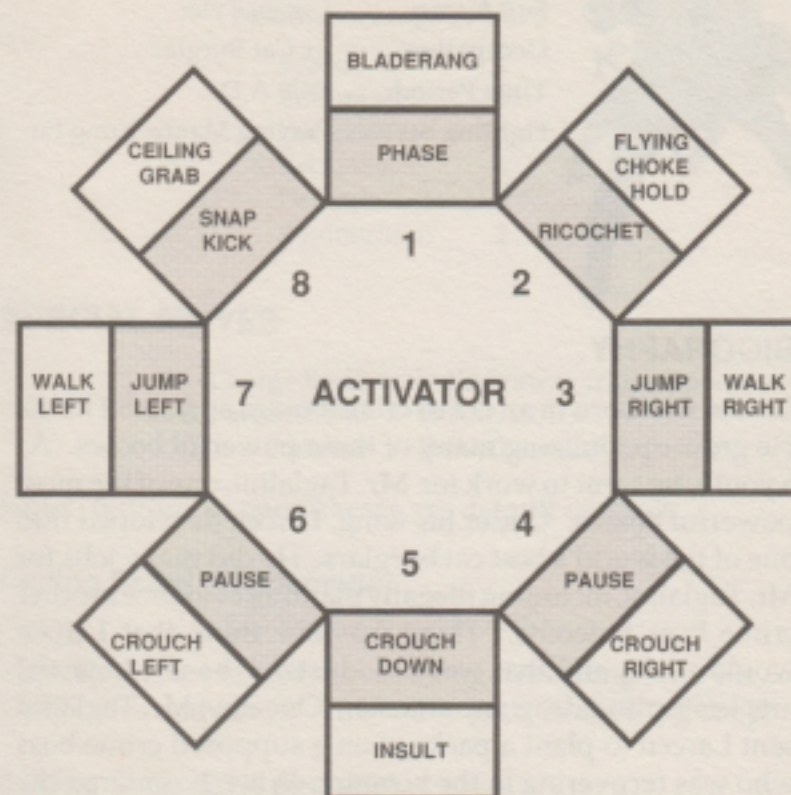 BLADERANG
PHASE
1
CEILING
GRAB
SNAP
KICK
8
FLYING
CHOKE
HOLD
RICOCHET
2
WALK
LEFT
JUMP
LEFT
7
ACTIVATOR
3
JUMP
RIGHT
WALK
RIGHT
6
PAUSE
CROUCH
LEFT
5
CROUCH
DOWN
INSULT
4
PAUSE
CROUCH
RIGHT